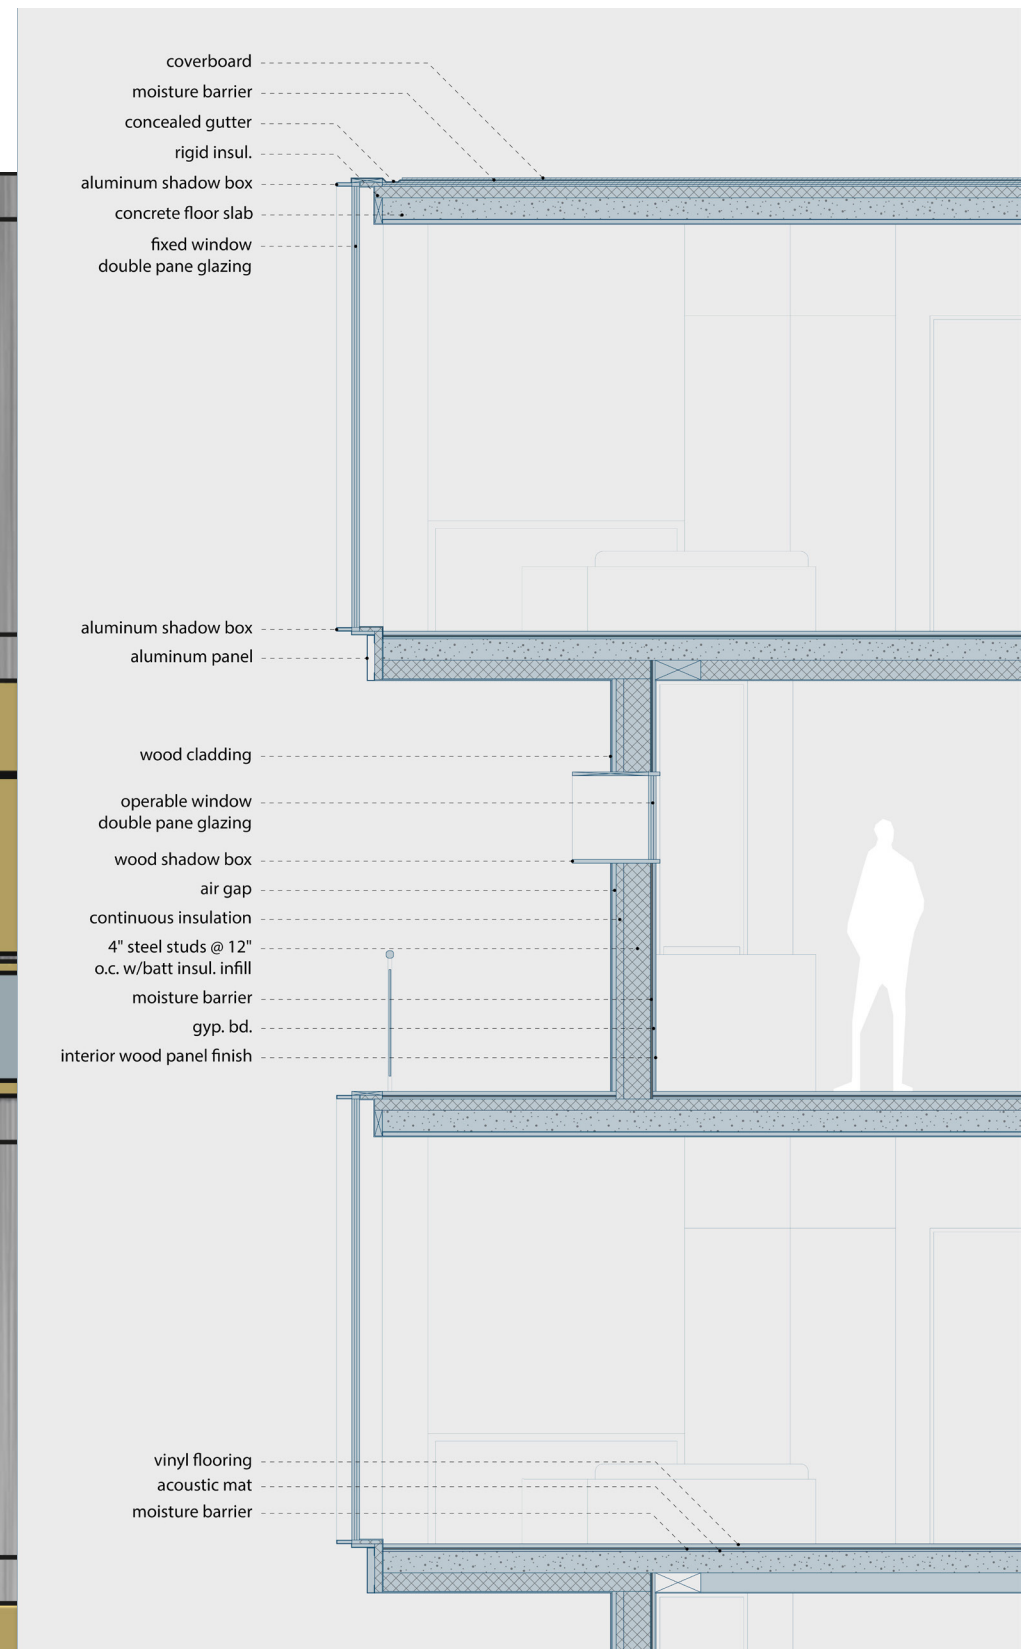 coverboard
moisture barrier
concealed gutter
rigid insul.
aluminum shadow box
concrete floor slab
fixed window
double pane glazing
aluminum shadow box
aluminum panel
wood cladding
operable window
double pane glazing
wood shadow box
air gap
continuous insulation
4" steel studs @ 12"
o.c. w/batt insul. infill
moisture barrier
gyp. bd.
interior wood panel finish
vinyl flooring
acoustic mat
moisture barrier